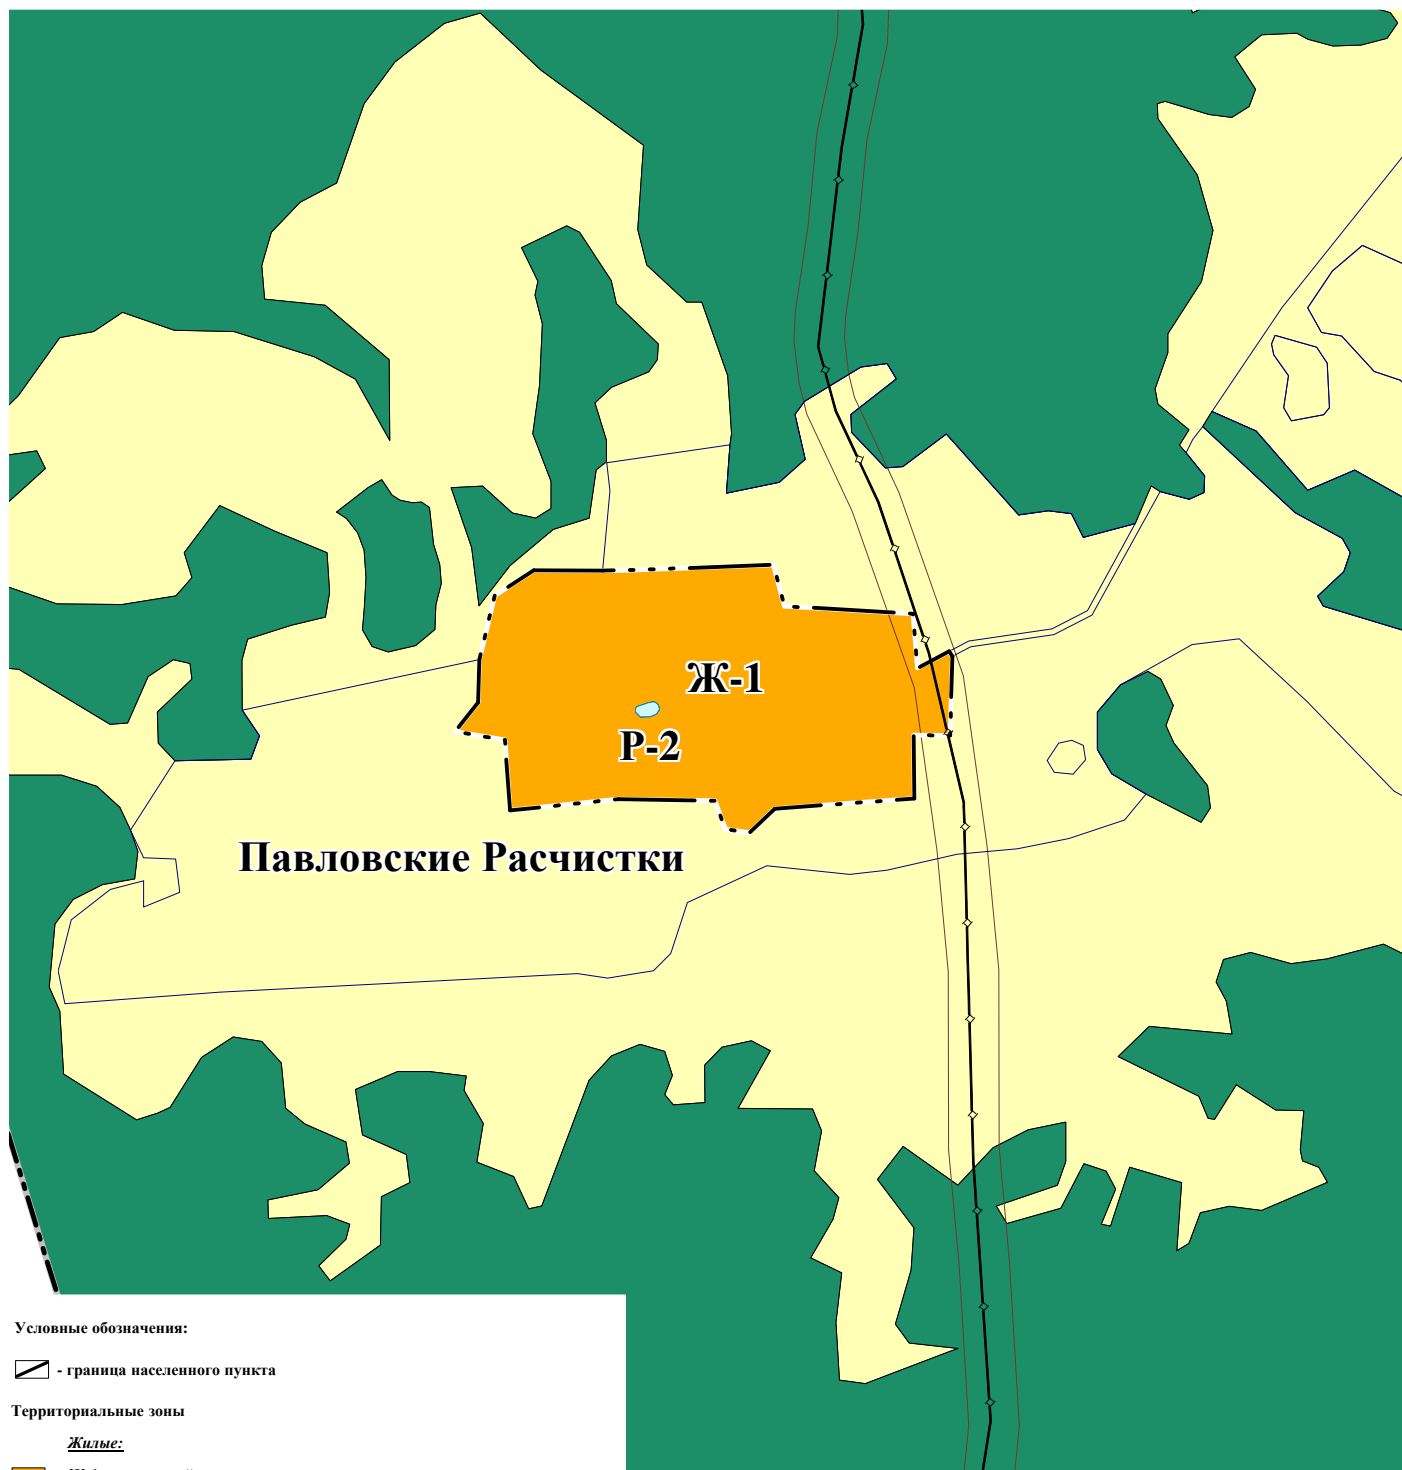 Ж-1
Р-2
Павловские Расчистки
Условные обозначения:
- граница населенного пункта
Территориальные зоны
Жилые: